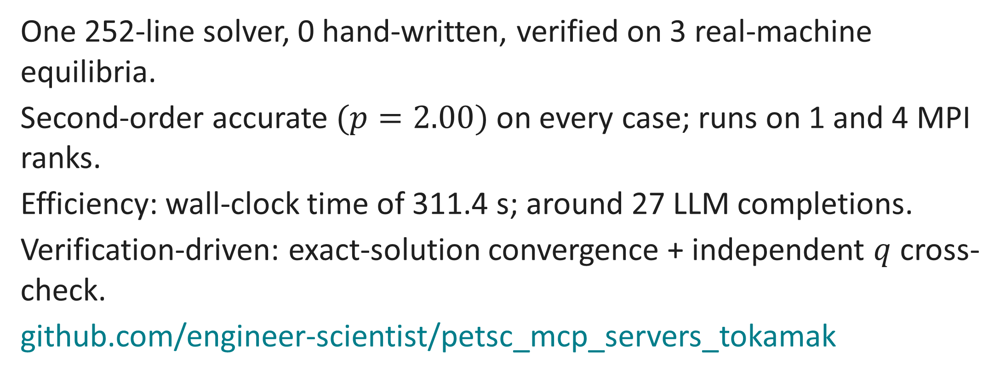 One 252-line solver, 0 hand-written, verified on 3 real-machine
equilibria.
Second-order accurate (p = 2.00) on every case; runs on 1 and 4 MPI
ranks.
Efficiency: wall-clock time of 311.4 s; around 27 LLM completions.
Verification-driven: exact-solution convergence + independent q cross-
check.
github.com/engineer-scientist/petsc_mcp_servers_tokamak